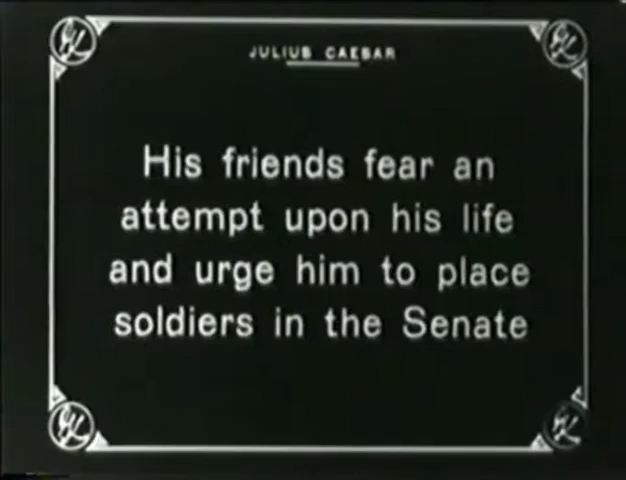 JULIUS CAESAR
His friends fear an
attempt upon his life
and urge him to place
soldiers in the Senate